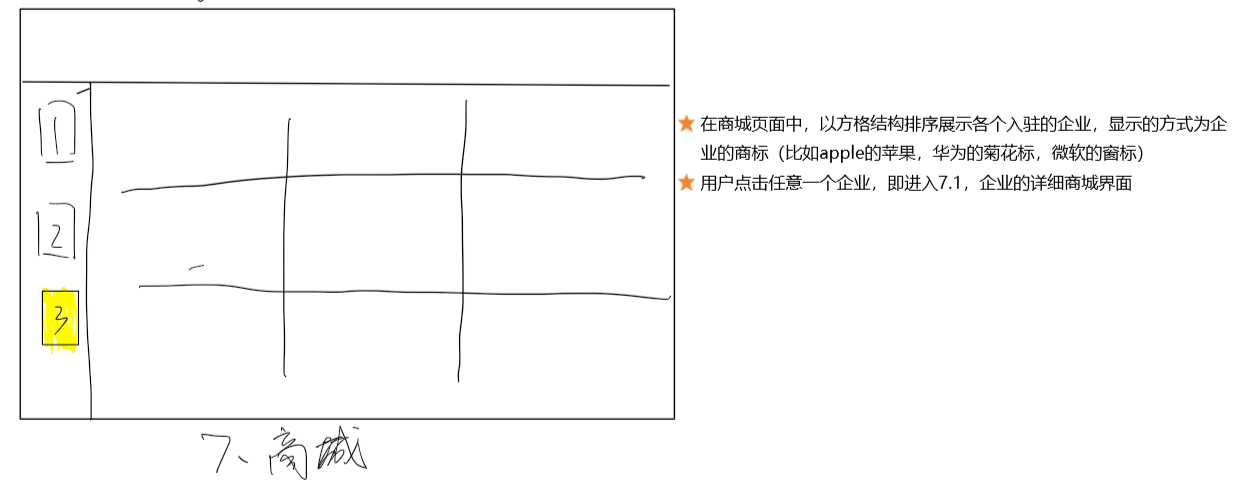 1
2
3
★ 在商城页面中，以方格结构排序展示各个入驻的企业，显示的方式为企
业的商标（比如apple的苹果，华为的菊花标，微软的窗标）
★ 用户点击任意一个企业，即进入7.1，企业的详细商城界面
7、商城